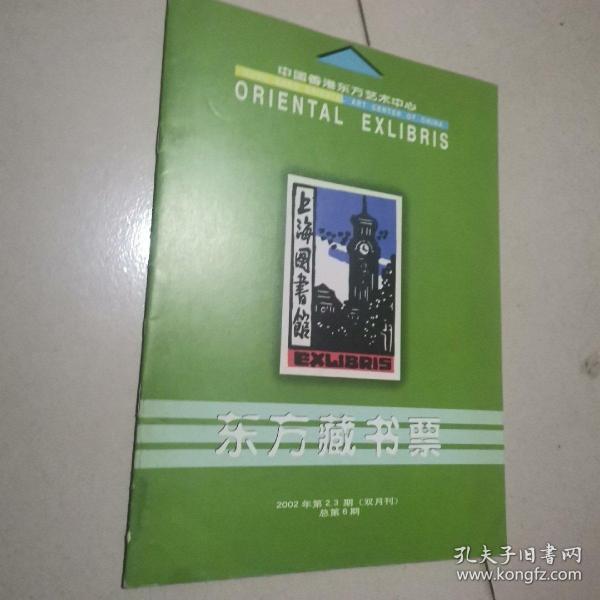 中国香港东方艺术中心
ART CENTER OF CHINA
ORIENTAL EXLIBRIS
上海图書館
EXLIBRIS
东方藏书票
2002年第2.3期（双月刊）
总第6期
孔夫子旧书网
www.kongfz.com